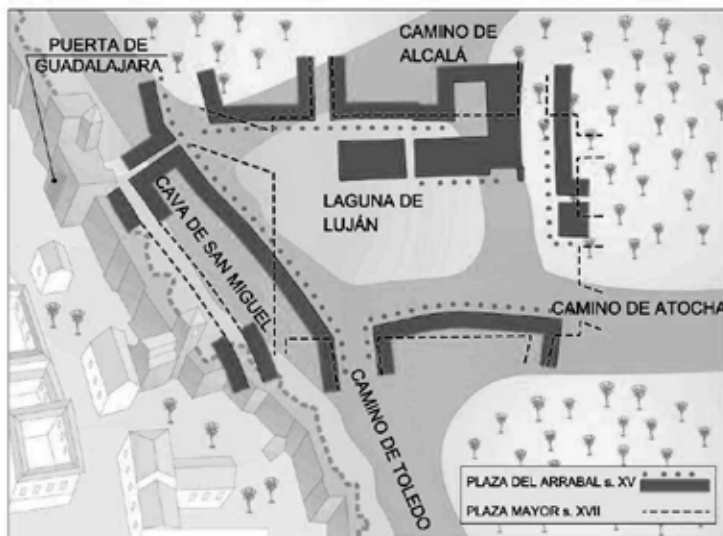 PUERTA DE
GUADALAJARA
CAMINO DE
ALCALÁ
LAGUNA DE
LUJÁN
CAVA DE SAN MIGUEL
CAMINO DE ATOCHA
CAMINO DE TOLEDO
PLAZA DEL ARRABAL s. XV
PLAZA MAYOR s. XVII